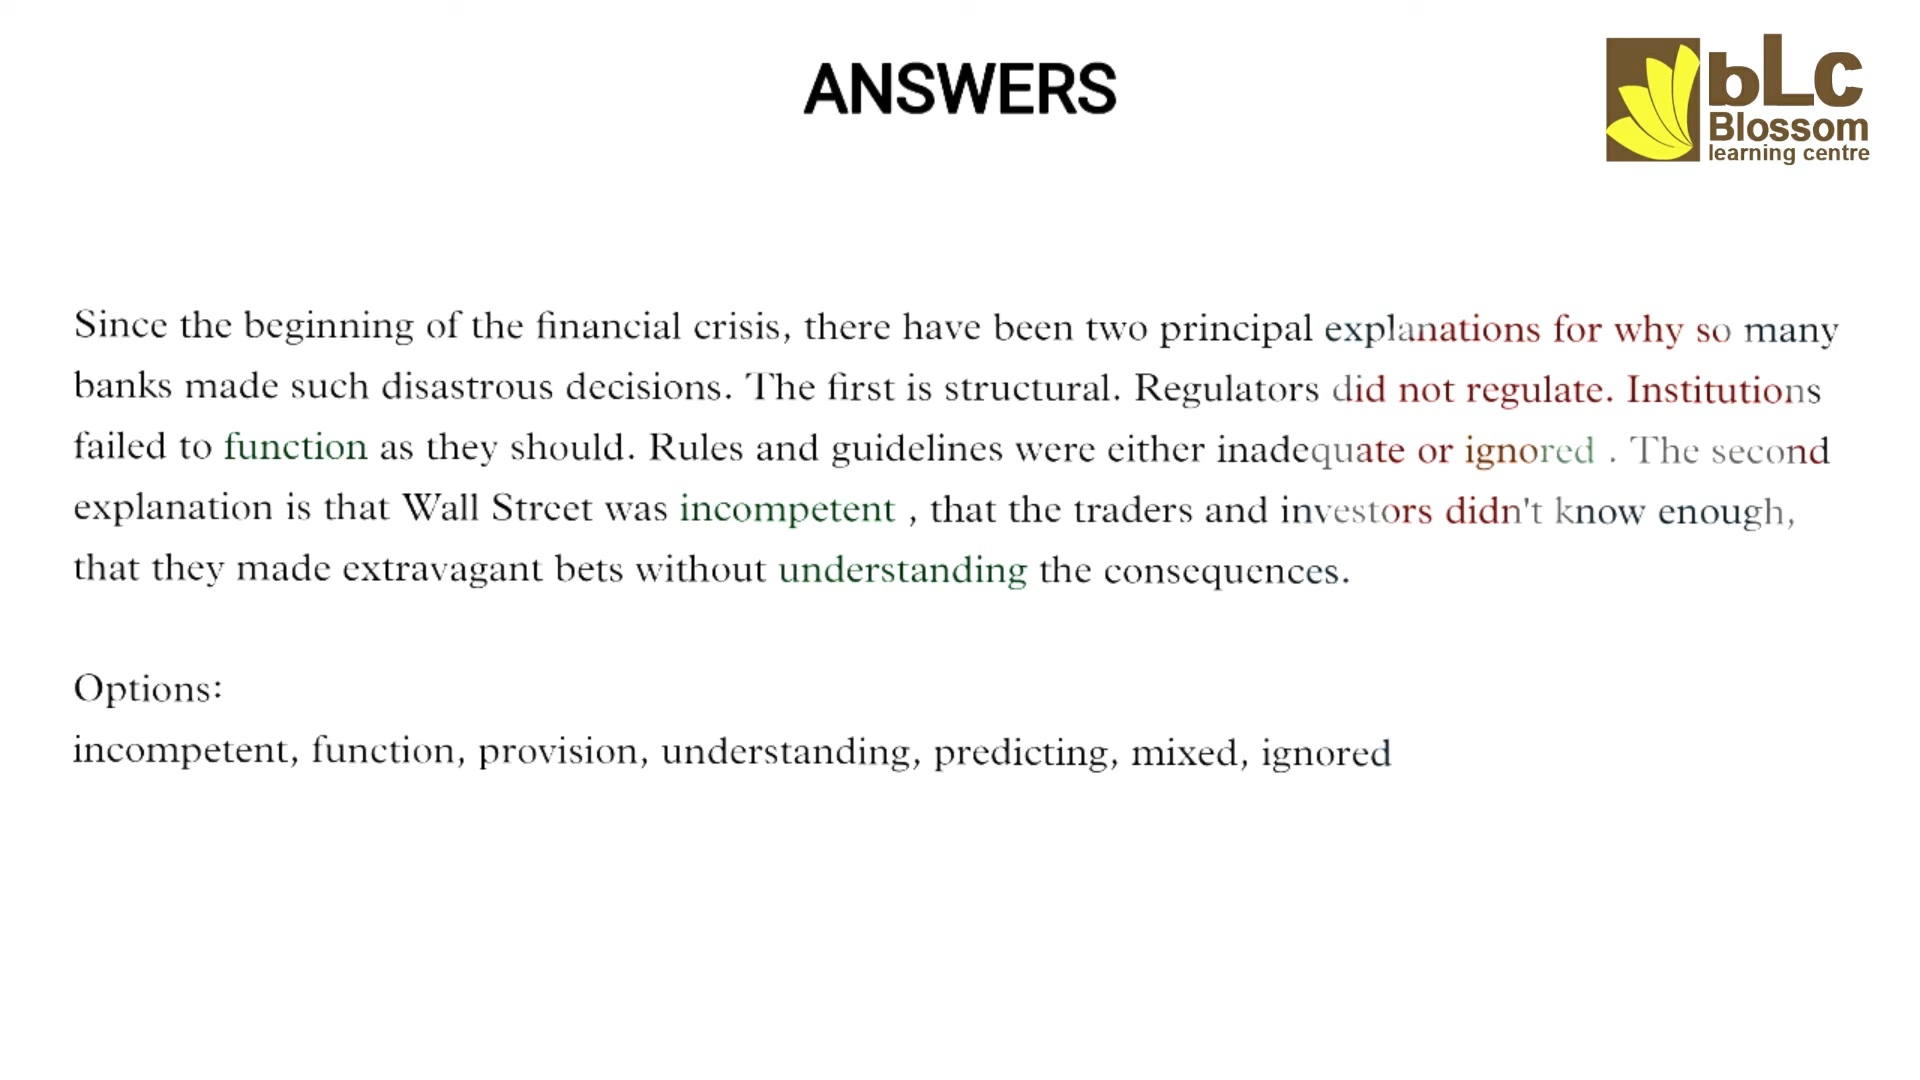 ANSWERS
bLc
Blossom
learning centre
Since the beginning of the financial crisis, there have been two principal explanations for why so many
banks made such disastrous decisions. The first is structural. Regulators did not regulate. Institutions
failed to function as they should. Rules and guidelines were either inadequate or ignored . The second
explanation is that Wall Street was incompetent , that the traders and investors didn't know enough,
that they made extravagant bets without understanding the consequences.
Options:
incompetent, function, provision, understanding, predicting, mixed, ignored